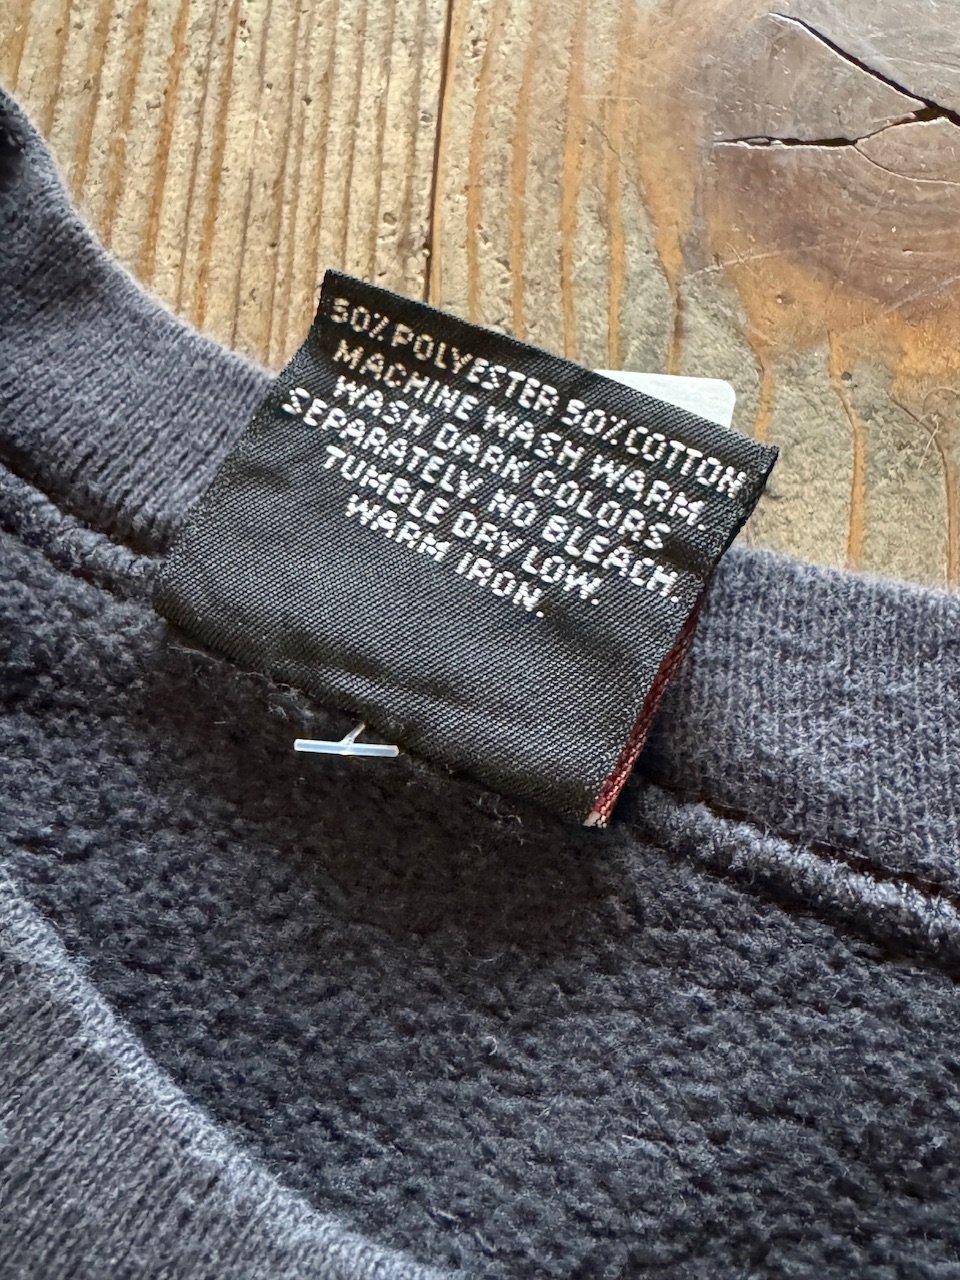 50% POLYESTER 50% COTTON
MACHINE WASH WARM.
WASH DARK COLORS
SEPARATELY. NO BLEACH.
TUMBLE DRY LOW.
WARM IRON.